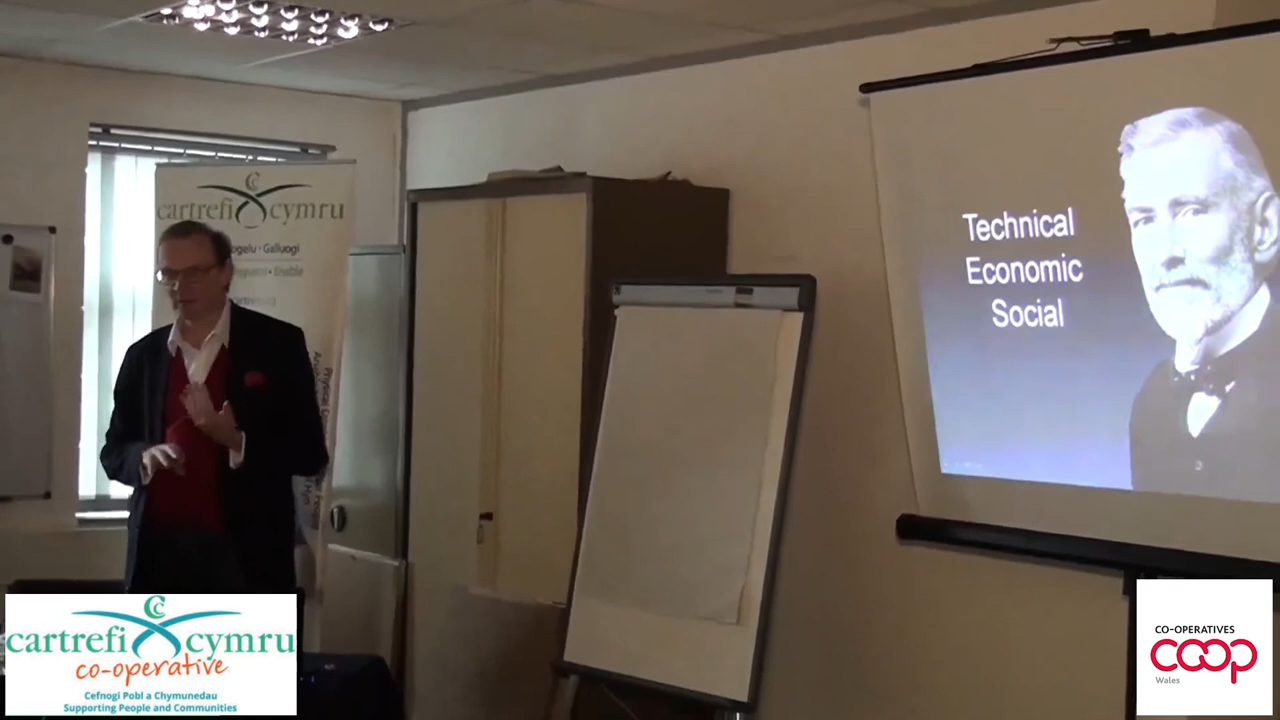 cartrefi cymru
Galluogi
Enable
Technical
Economic
Social
cartrefi cymru
co-operative
Cefnogi Pobl a Chymunedau
Supporting People and Communities
CO-OPERATIVES
coop
Wales